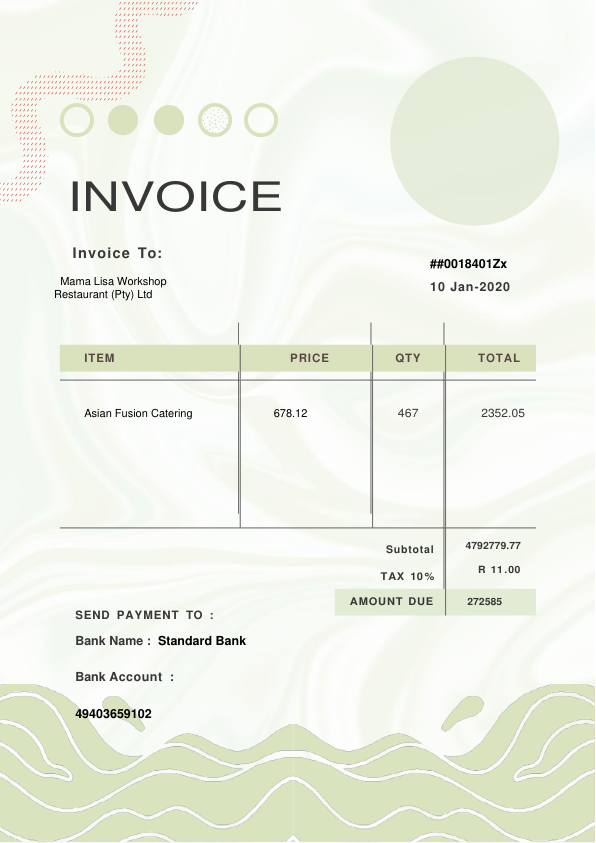 INVOICE
Invoice To:
Mama Lisa Workshop
Restaurant (Pty) Ltd
##0018401Zx
10 Jan-2020
ITEM PRICE QTY TOTAL
Asian Fusion Catering 678.12 467 2352.05
Subtotal 4792779.77
TAX 10% R 11.00
AMOUNT DUE 272585
SEND PAYMENT TO :
Bank Name : Standard Bank
Bank Account :
49403659102